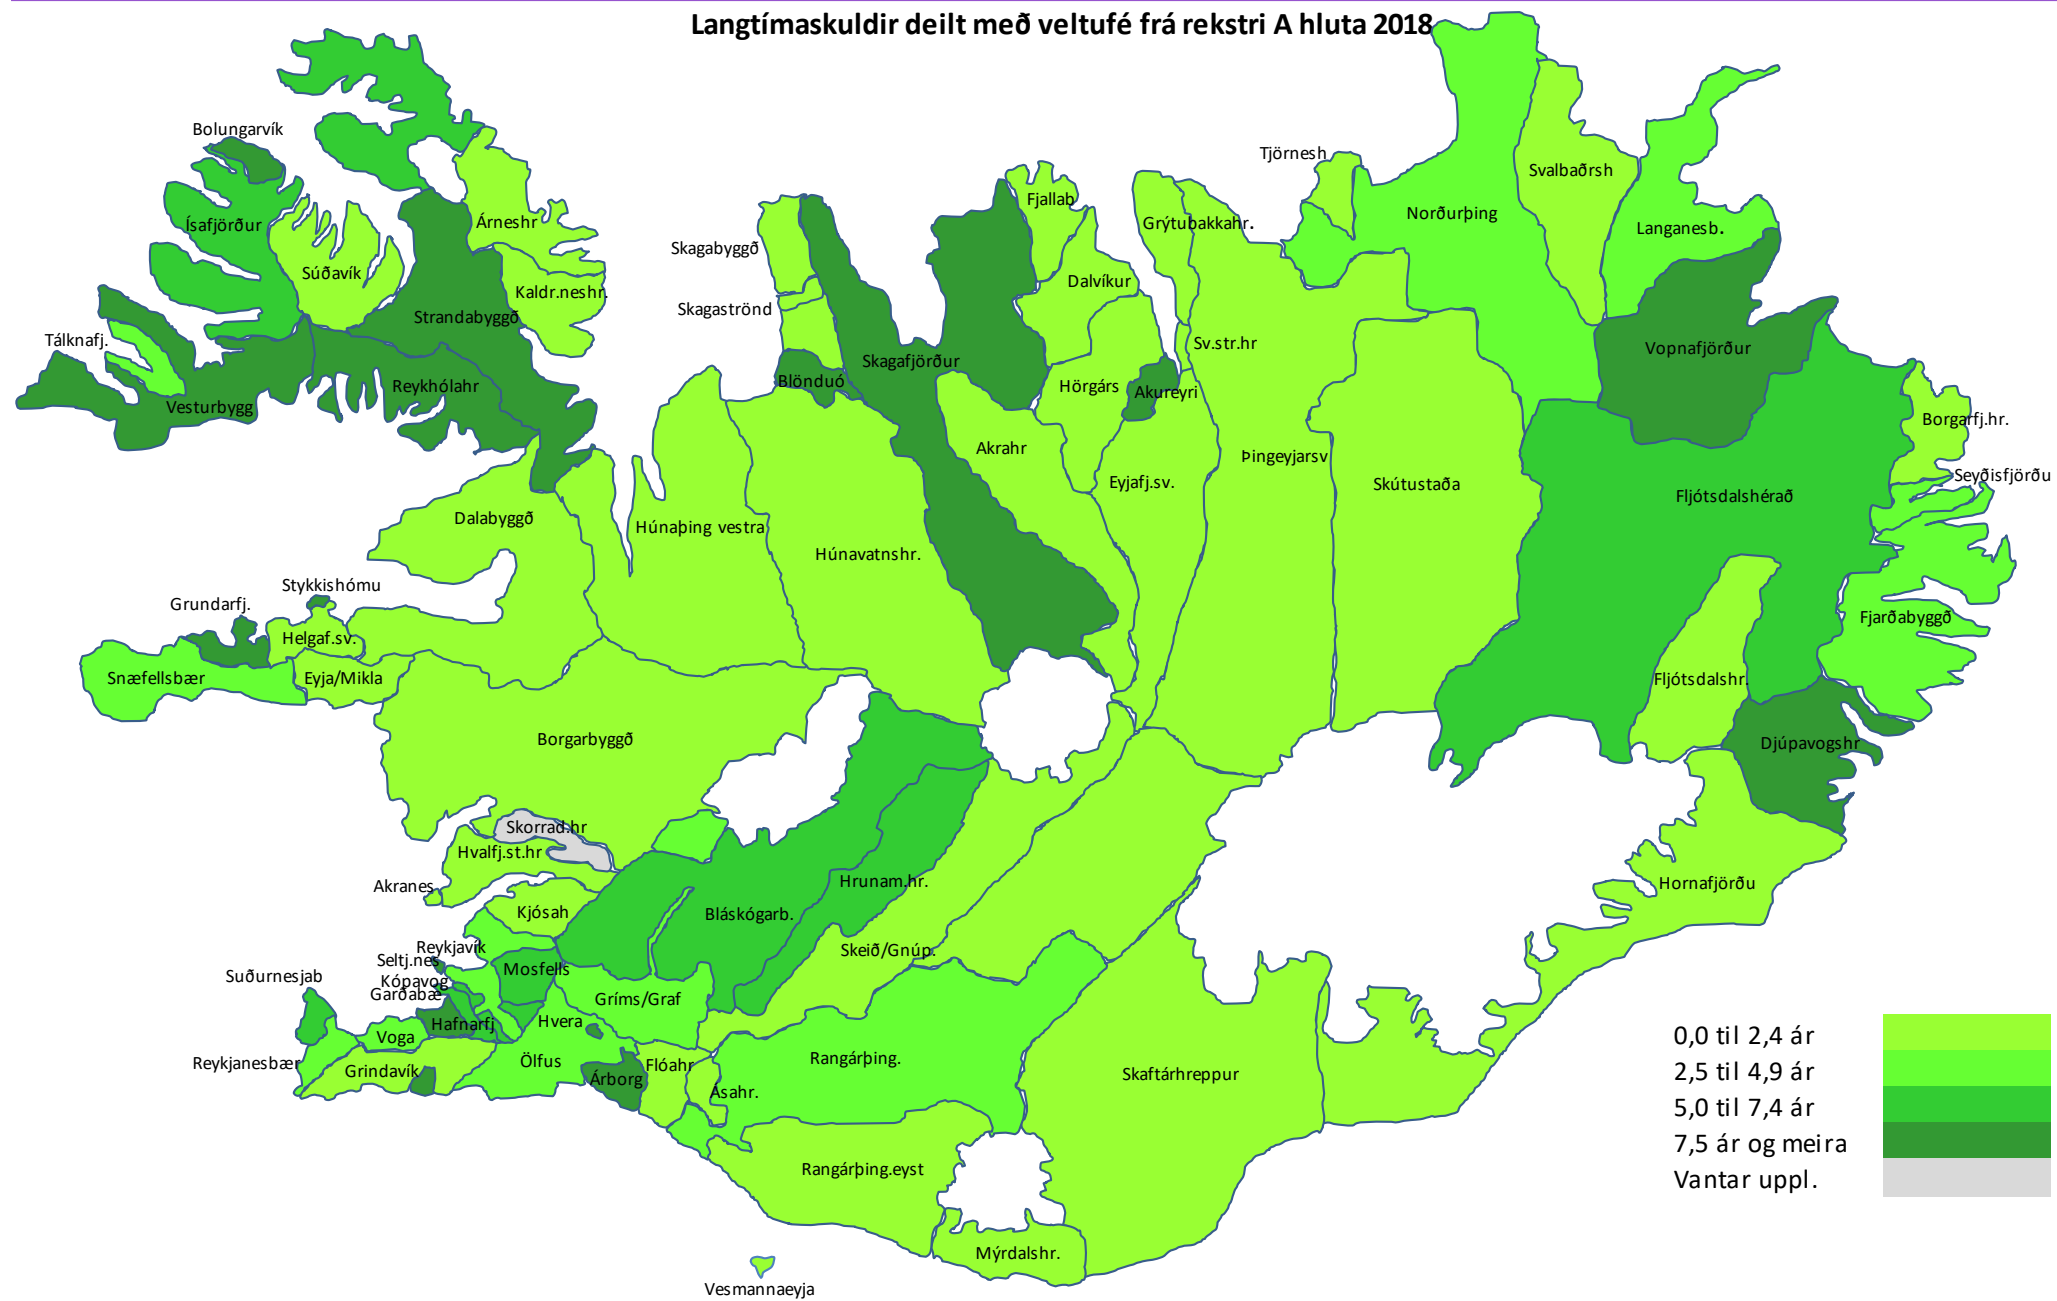 Langtímaskuldir deilt með veltufé frá rekstri A hluta 2018
Bolungarvík
Ísafjörður
Súðavík
Árneshr
Kaldr.neshr.
Strandabyggð
Tálknafj.
Vesturbygg
Reykhólahr
Skagabyggð
Skagaströnd
Blönduó
Skagafjörður
Fjallab
Dalvíkur
Grýtubakkahr.
Tjörnesh
Norðurþing
Svalbaðrsh
Langanesb.
Vopnafjörður
Sv.str.hr
Hörgárs
Akureyri
Akrahr
Eyjafj.sv.
Þingeyjarsv
Skútustaða
Borgarfj.hr.
Seyðisfjörðu
Fljótsdalshérað
Fjarðabyggð
Fljótsdalshr.
Djúpavogshr
Hornafjörðu
Dalabyggð
Húnaþing vestra
Húnavatnshr.
Stykkishómu
Grundarfj.
Helgaf.sv.
Snæfellsbær
Eyja/Mikla
Borgarbyggð
Skorrad.hr
Hvalfj.st.hr
Akranes
Kjósah
Reykjavík
Seltj.nes
Mosfells
Kópavog
Garðabæ
Suðurnesjab
Hafnarfj
Voga
Reykjanesbær
Grindavík
Hvera
Ölfus
Gríms/Graf
Bláskógarb.
Hrunam.hr.
Skeið/Gnúp.
Árborg
Flóahr
Ásahr.
Rangárþing.
Rangárþing.eyst
Skaftárhreppur
Mýrdalshr.
Vesmannaeyja
0,0 til 2,4 ár
2,5 til 4,9 ár
5,0 til 7,4 ár
7,5 ár og meira
Vantar uppl.